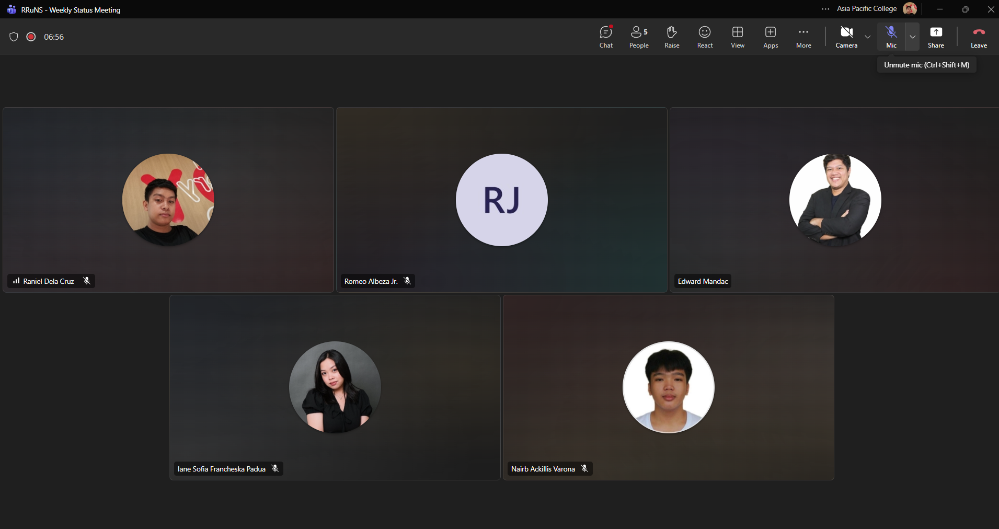 RRuNS - Weekly Status Meeting
Asia Pacific College
06:56
Chat
5
People
Raise
React
View
Apps
More
Camera
Mic
Share
Leave
Unmute mic (Ctrl+Shift+M)
RJ
Raniel Dela Cruz
Romeo Albeza Jr.
Edward Mandac
Iane Sofia Francheska Padua
Nairb Ackillis Varona